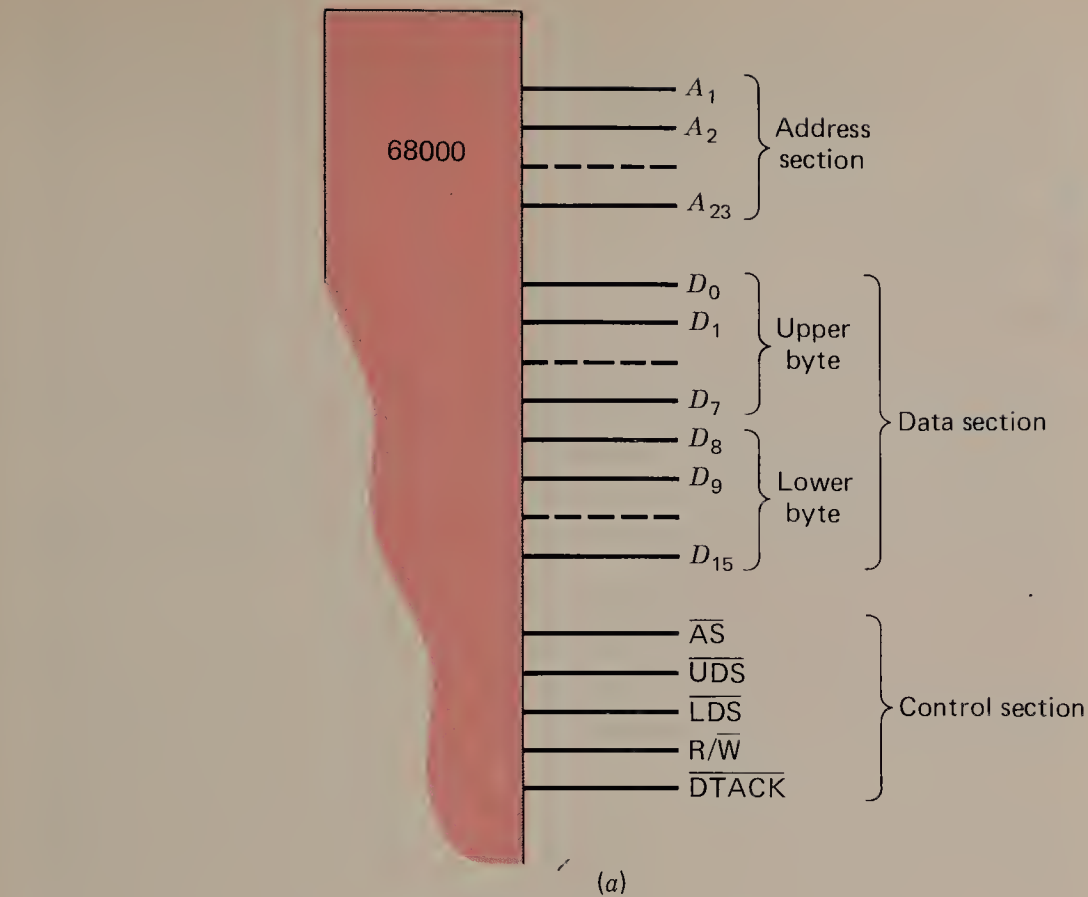 68000
A1
A2
Address
section
A23
D0
D1
Upper
byte
D7
Data section
D8
D9
Lower
byte
D15
AS
UDS
LDS
Control section
R/W
DTACK
(a)